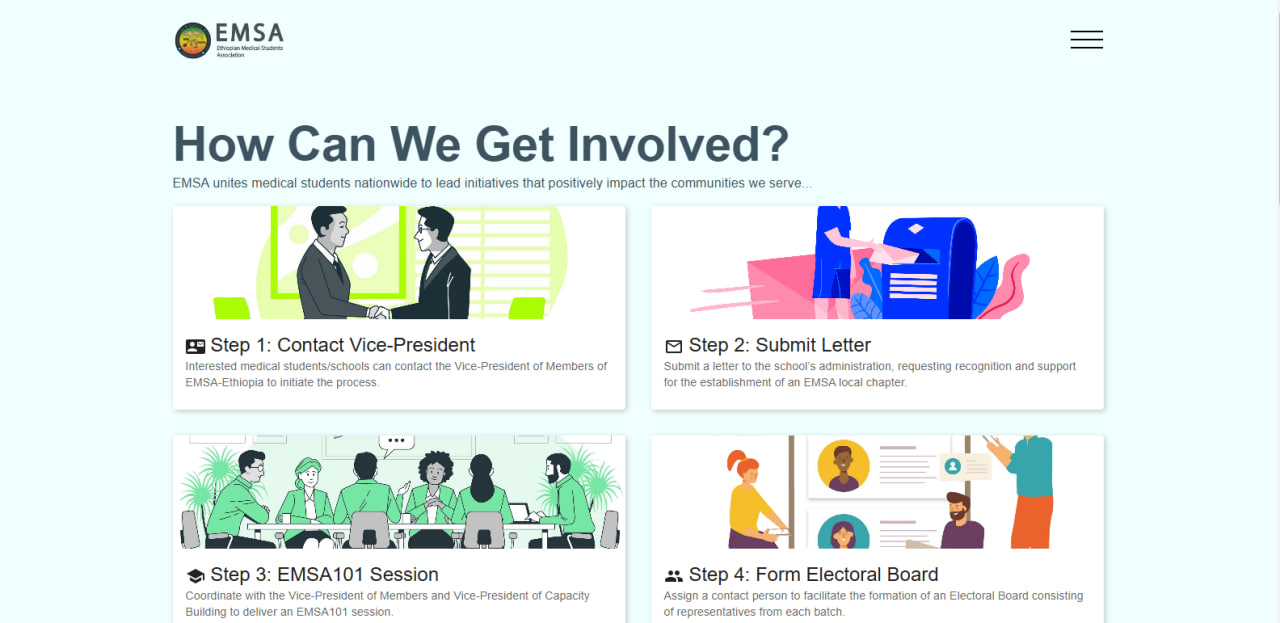 EMSA
Ethiopian Medical Students
Association
How Can We Get Involved?
EMSA unites medical students nationwide to lead initiatives that positively impact the communities we serve...
Step 1: Contact Vice-President
Interested medical students/schools can contact the Vice-President of Members of
EMSA-Ethiopia to initiate the process.
Step 2: Submit Letter
Submit a letter to the school’s administration, requesting recognition and support
for the establishment of an EMSA local chapter.
Step 3: EMSA101 Session
Coordinate with the Vice-President of Members and Vice-President of Capacity
Building to deliver an EMSA101 session.
Step 4: Form Electoral Board
Assign a contact person to facilitate the formation of an Electoral Board consisting
of representatives from each batch.